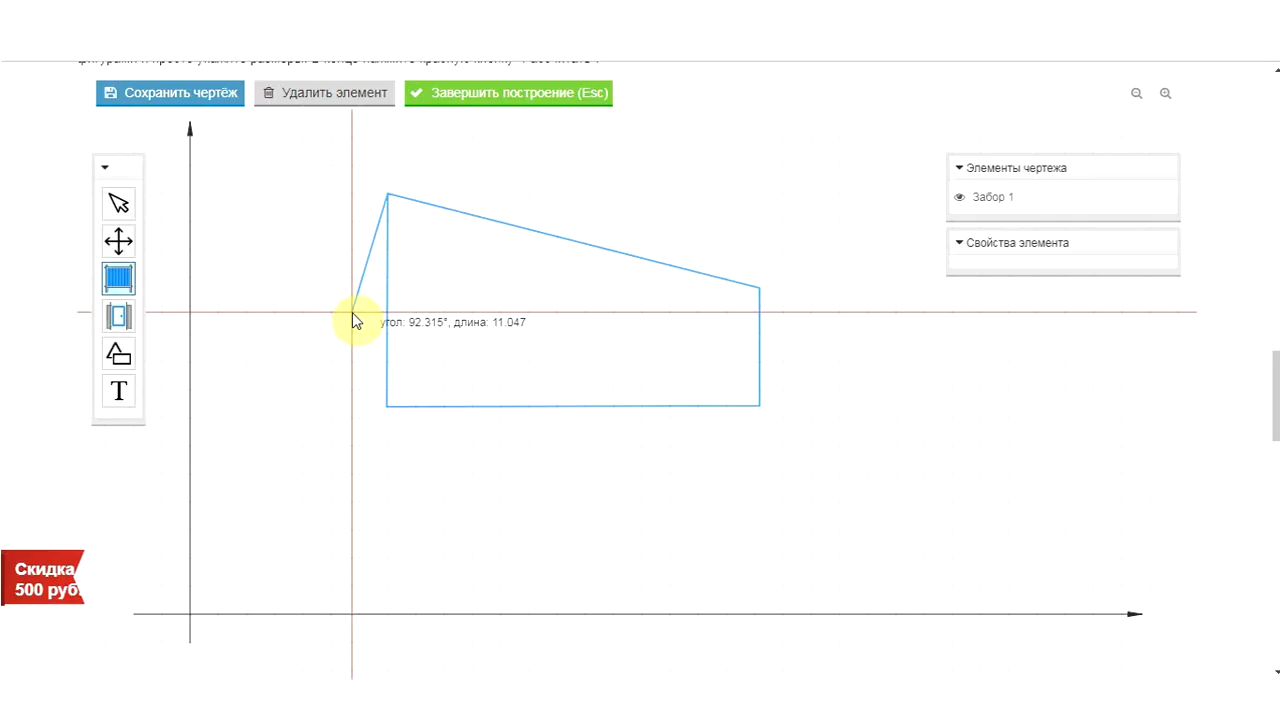 Сохранить чертёж
Удалить элемент
Завершить построение (Esc)
Элементы чертежа
Забор 1
Свойства элемента
угол: 92.315°, длина: 11.047
T
Скидка
500 руб.